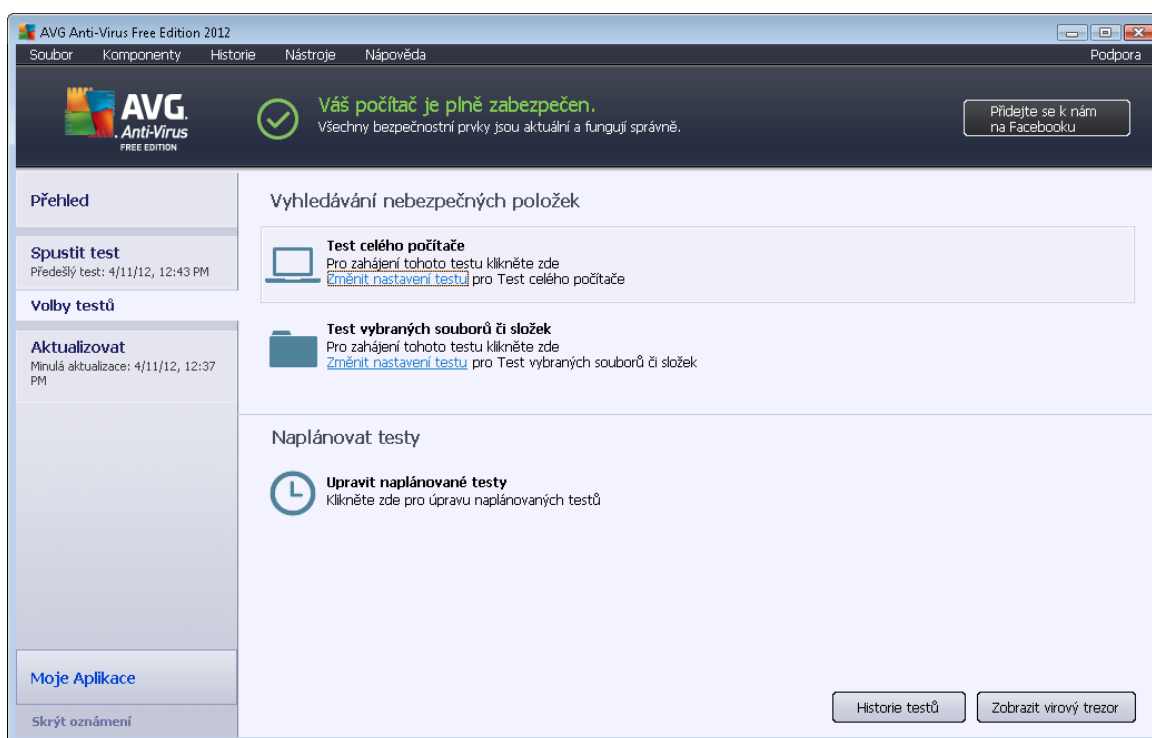 AVG Anti-Virus Free Edition 2012
Soubor Komponenty Historie Nástroje Nápověda Podpora
AVG.
Anti-Virus
FREE EDITION
Váš počítač je plně zabezpečen.
Všechny bezpečnostní prvky jsou aktuální a fungují správně.
Přidejte se k nám
na Facebooku
Přehled
Spustit test
Předešlý test: 4/11/12, 12:43 PM
Volby testů
Aktualizovat
Minulá aktualizace: 4/11/12, 12:37
PM
Moje Aplikace
Skrýt oznámení
Vyhledávání nebezpečných položek
Test celého počítače
Pro zahájení tohoto testu klikněte zde
Změnit nastavení testu pro Test celého počítače
Test vybraných souborů či složek
Pro zahájení tohoto testu klikněte zde
Změnit nastavení testu pro Test vybraných souborů či složek
Naplánovat testy
Upravit naplánované testy
Klikněte zde pro úpravu naplánovaných testů
Historie testů
Zobrazit virový trezor